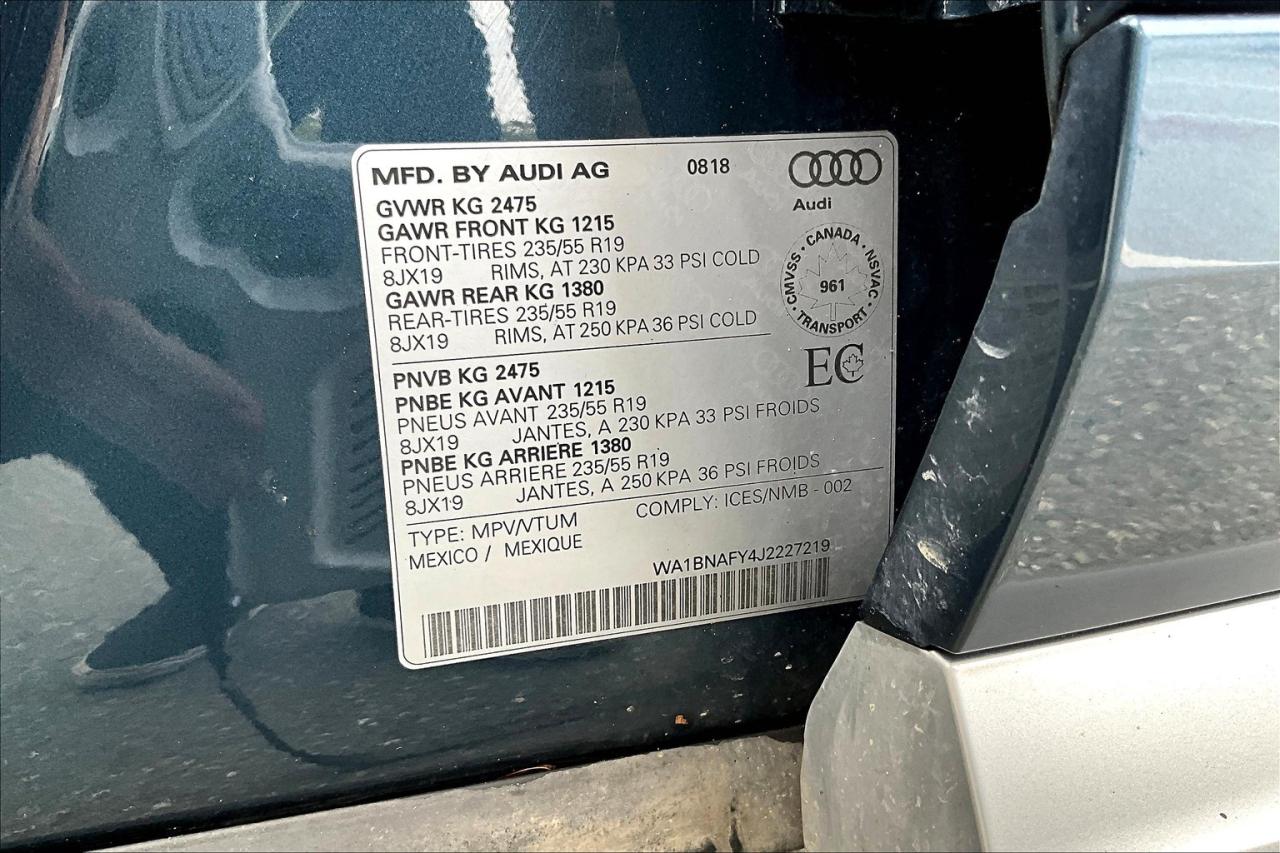 MFD. BY AUDI AG 0818
Audi
GVWR KG 2475
GAWR FRONT KG 1215
FRONT-TIRES 235/55 R19
8JX19 RIMS, AT 230 KPA 33 PSI COLD
GAWR REAR KG 1380
REAR-TIRES 235/55 R19
8JX19 RIMS, AT 250 KPA 36 PSI COLD
CMVSS • CANADA • NSVAC • TRANSPORT •
961
EC
PNVB KG 2475
PNBE KG AVANT 1215
PNEUS AVANT 235/55 R19
8JX19 JANTES, A 230 KPA 33 PSI FROIDS
PNBE KG ARRIERE 1380
PNEUS ARRIERE 235/55 R19
8JX19 JANTES, A 250 KPA 36 PSI FROIDS
TYPE: MPV/VTUM COMPLY: ICES/NMB - 002
MEXICO / MEXIQUE
WA1BNAFY4J2227219